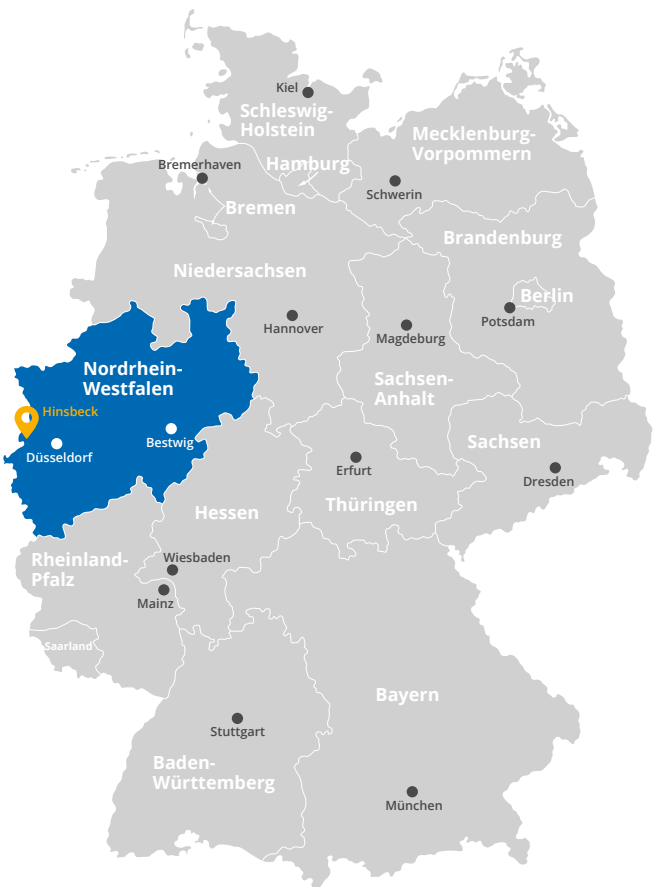 Kiel
Schleswig-
Holstein
Mecklenburg-
Vorpommern
Bremerhaven
Hamburg
Schwerin
Bremen
Brandenburg
Niedersachsen
Berlin
Hannover
Potsdam
Magdeburg
Nordrhein-
Westfalen
Sachsen-
Anhalt
Hinsbeck
Bestwig
Düsseldorf
Sachsen
Erfurt
Dresden
Thüringen
Hessen
Rheinland-
Pfalz
Wiesbaden
Mainz
Saarland
Bayern
Stuttgart
Baden-
Württemberg
München